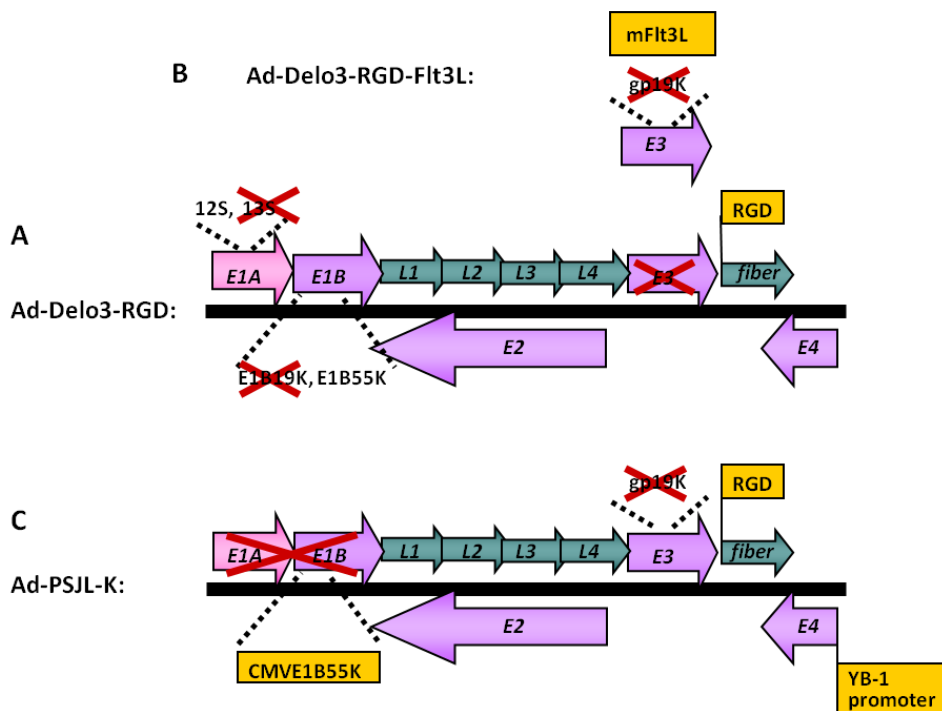 mFlt3L
B Ad-Delo3-RGD-Flt3L:
gp19K
E3
12S, 13S
RGD
A
E1A E1B L1 L2 L3 L4 E3 fiber
Ad-Delo3-RGD:
E2 E4
E1B19K, E1B55K
gp19K
RGD
C
E1A E1B L1 L2 L3 L4 E3 fiber
Ad-PSJL-K:
E2 E4
CMVE1B55K
YB-1
promoter